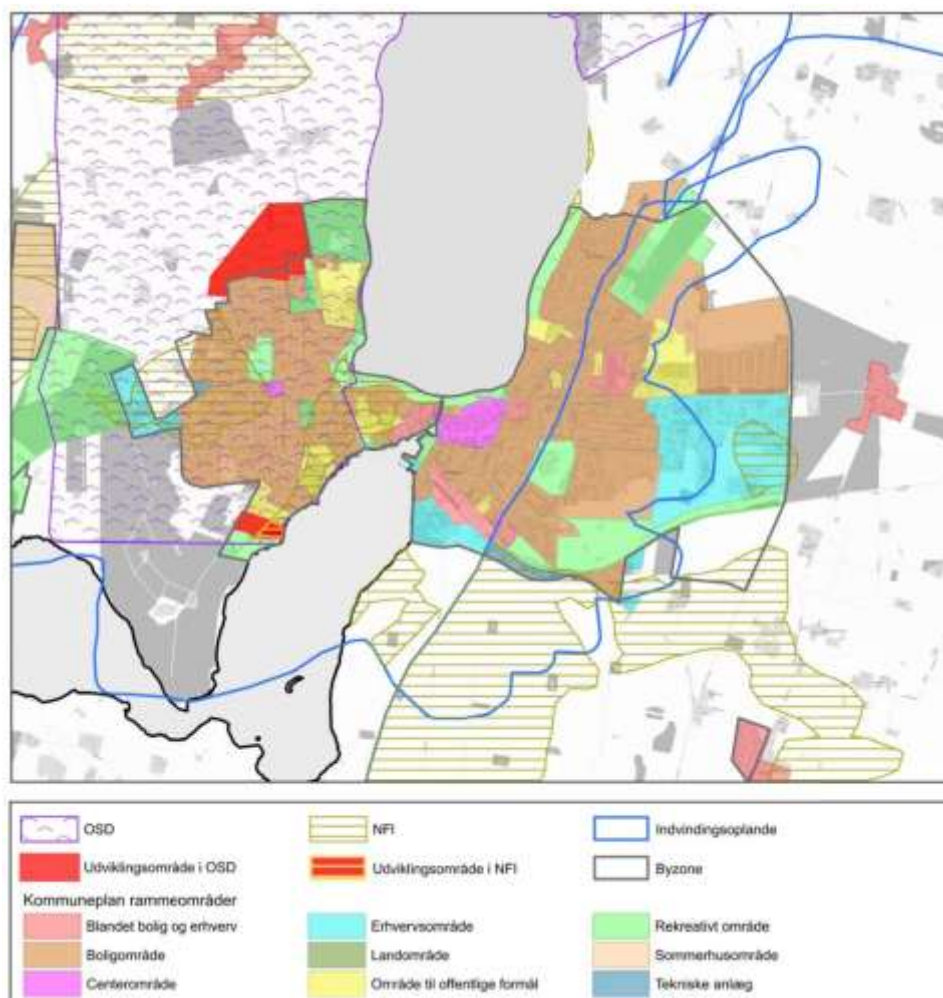 OSD
NFI
Indvindingsoplande
Udviklingsområde i OSD
Udviklingsområde i NFI
Byzone
Kommuneplan rammeområder
Blandet bolig og erhverv
Erhvervsområde
Rekreativt område
Boligområde
Landområde
Sommerhusområde
Centerområde
Område til offentlige formål
Tekniske anlæg